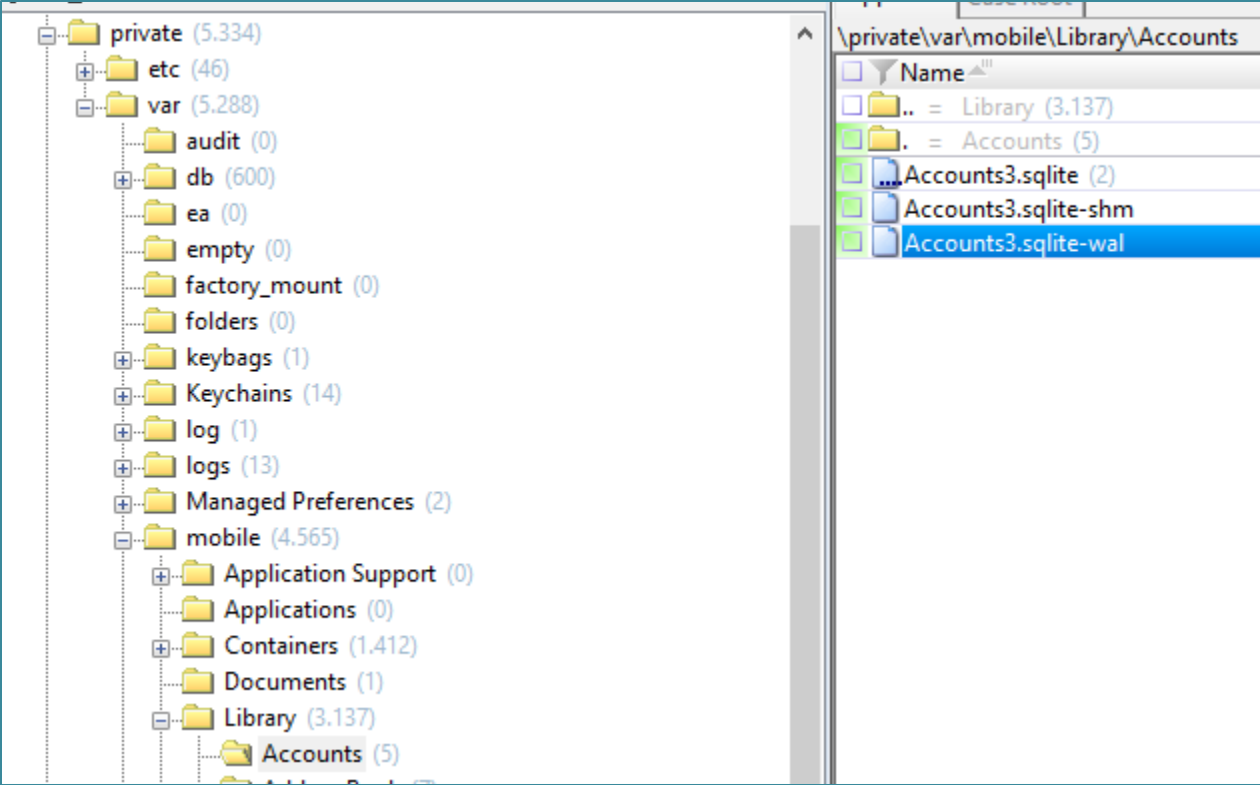 private (5.334)
etc (46)
var (5.288)
audit (0)
db (600)
ea (0)
empty (0)
factory_mount (0)
folders (0)
keybags (1)
Keychains (14)
log (1)
logs (13)
Managed Preferences (2)
mobile (4.565)
Application Support (0)
Applications (0)
Containers (1.412)
Documents (1)
Library (3.137)
Accounts (5)
Case Root
\private\var\mobile\Library\Accounts
Name
.. = Library (3.137)
. = Accounts (5)
Accounts3.sqlite (2)
Accounts3.sqlite-shm
Accounts3.sqlite-wal